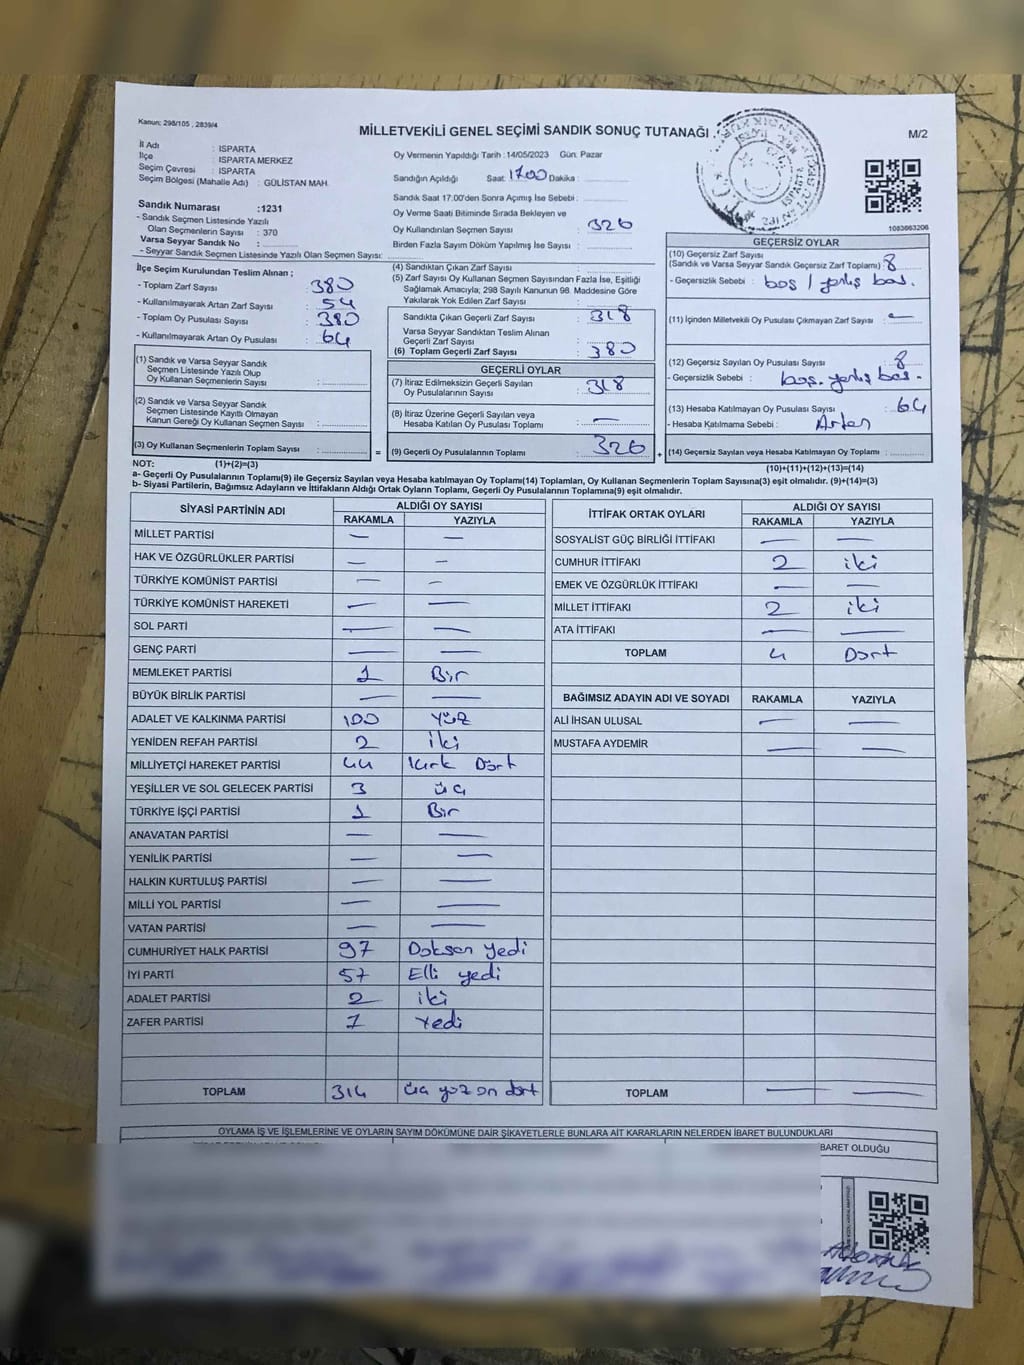 Kanun: 298/105 , 2839/4
MİLLETVEKİLİ GENEL SEÇİMİ SANDIK SONUÇ TUTANAĞI
M/2
İl Adı : ISPARTA
İlçe : ISPARTA MERKEZ
Seçim Çevresi : ISPARTA
Seçim Bölgesi (Mahalle Adı) : GÜLİSTAN MAH.
Sandık Numarası :1231
- Sandık Seçmen Listesinde Yazılı
Olan Seçmenlerin Sayısı : 370
Varsa Seyyar Sandık No :
- Seyyar Sandık Seçmen Listesinde Yazılı Olan Seçmen Sayısı:
Oy Vermenin Yapıldığı Tarih :14/05/2023 Gün: Pazar
Sandığın Açıldığı Saat: 1700 Dakika :
Sandık Saat 17.00'den Sonra Açımış İse Sebebi :
Oy Verme Saati Bitiminde Sırada Bekleyen ve
Oy Kullandırılan Seçmen Sayısı : 326
Birden Fazla Sayım Döküm Yapılmış İse Sayısı :
1083663206
İlçe Seçim Kurulundan Teslim Alınan ;
- Toplam Zarf Sayısı : 380
- Kullanılmayarak Artan Zarf Sayısı : 54
- Toplam Oy Pusulası Sayısı : 380
- Kullanılmayarak Artan Oy Pusulası : 64
(1) Sandık ve Varsa Seyyar Sandık
Seçmen Listesinde Yazılı Olup
Oy Kullanan Seçmenlerin Sayısı :
(2) Sandık ve Varsa Seyyar Sandık
Seçmen Listesinde Kayıtlı Olmayan
Kanun Gereği Oy Kullanan Seçmen Sayısı :
(3) Oy Kullanan Seçmenlerin Toplam Sayısı :
=
(4) Sandıktan Çıkan Zarf Sayısı :
(5) Zarf Sayısı Oy Kullanan Seçmen Sayısından Fazla İse, Eşitliği
Sağlamak Amacıyla; 298 Sayılı Kanunun 98. Maddesine Göre
Yakılarak Yok Edilen Zarf Sayısı :
Sandıkta Çıkan Geçerli Zarf Sayısı : 318
Varsa Seyyar Sandıktan Teslim Alınan
Geçerli Zarf Sayısı :
(6) Toplam Geçerli Zarf Sayısı : 380
GEÇERLİ OYLAR
(7) İtiraz Edilmeksizin Geçerli Sayılan
Oy Pusulalarının Sayısı : 318
(8) İtiraz Üzerine Geçerli Sayılan veya
Hesaba Katılan Oy Pusulası Toplamı : —
(9) Geçerli Oy Pusulalarının Toplamı : 326
+
GEÇERSİZ OYLAR
(10) Geçersiz Zarf Sayısı
(Sandık ve Varsa Seyyar Sandık Geçersiz Zarf Toplamı) : 8
- Geçersizlik Sebebi : boş / yanlış bas.
(11) İçinden Milletvekili Oy Pusulası Çıkmayan Zarf Sayısı : —
(12) Geçersiz Sayılan Oy Pusulası Sayısı : 8
- Geçersizlik Sebebi : boş. yanlış bas.
(13) Hesaba Katılmayan Oy Pusulası Sayısı : 64
- Hesaba Katılmama Sebebi : Artan
(14) Geçersiz Sayılan veya Hesaba Katılmayan Oy Toplamı :
NOT: (1)+(2)=(3) (10)+(11)+(12)+(13)=(14)
a- Geçerli Oy Pusulalarının Toplamı(9) ile Geçersiz Sayılan veya Hesaba katılmayan Oy Toplamı(14) Toplamları, Oy Kullanan Seçmenlerin Toplam Sayısına(3) eşit olmalıdır. (9)+(14)=(3)
b- Siyasi Partilerin, Bağımsız Adayların ve İttifakların Aldığı Ortak Oyların Toplamı, Geçerli Oy Pusulalarının Toplamına(9) eşit olmalıdır.
SİYASİ PARTİNİN ADI ALDIĞI OY SAYISI
RAKAMLA YAZIYLA
MİLLET PARTİSİ — —
HAK VE ÖZGÜRLÜKLER PARTİSİ — —
TÜRKİYE KOMÜNİST PARTİSİ — —
TÜRKİYE KOMÜNİST HAREKETİ — —
SOL PARTİ — —
GENÇ PARTİ — —
MEMLEKET PARTİSİ 1 Bir
BÜYÜK BİRLİK PARTİSİ — —
ADALET VE KALKINMA PARTİSİ 100 Yüz
YENİDEN REFAH PARTİSİ 2 iki
MİLLİYETÇİ HAREKET PARTİSİ 44 Kırk Dört
YEŞİLLER VE SOL GELECEK PARTİSİ 3 üç
TÜRKİYE İŞÇİ PARTİSİ 1 Bir
ANAVATAN PARTİSİ — —
YENİLİK PARTİSİ — —
HALKIN KURTULUŞ PARTİSİ — —
MİLLİ YOL PARTİSİ — —
VATAN PARTİSİ — —
CUMHURİYET HALK PARTİSİ 97 Doksan yedi
İYİ PARTİ 57 Elli yedi
ADALET PARTİSİ 2 iki
ZAFER PARTİSİ 7 Yedi
TOPLAM 314 üç yüz on dört
İTTİFAK ORTAK OYLARI ALDIĞI OY SAYISI
RAKAMLA YAZIYLA
SOSYALİST GÜÇ BİRLİĞİ İTTİFAKI — —
CUMHUR İTTİFAKI 2 iki
EMEK VE ÖZGÜRLÜK İTTİFAKI — —
MİLLET İTTİFAKI 2 iki
ATA İTTİFAKI — —
TOPLAM 4 Dört
BAĞIMSIZ ADAYIN ADI VE SOYADI RAKAMLA YAZIYLA
ALİ İHSAN ULUSAL — —
MUSTAFA AYDEMİR — —
TOPLAM — —
OYLAMA İŞ VE İŞLEMLERİNE VE OYLARIN SAYIM DÖKÜMÜNE DAİR ŞİKAYETLERLE BUNLARA AİT KARARLARIN NELERDEN İBARET BULUNDUKLARI
BARET OLDUĞU